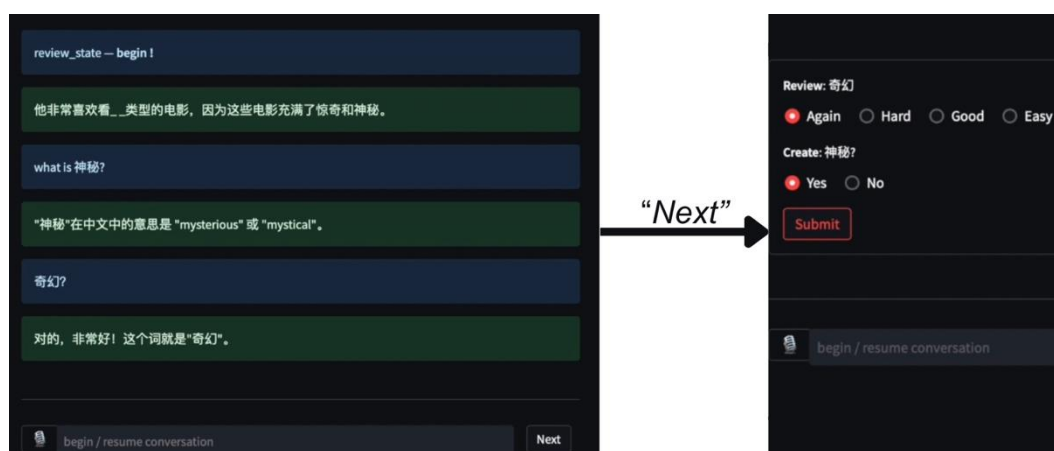 review_state — begin !
他非常喜欢看_ _类型的电影，因为这些电影充满了惊奇和神秘。
what is 神秘?
"神秘"在中文中的意思是 "mysterious" 或 "mystical"。
奇幻?
对的，非常好！这个词就是"奇幻"。
begin / resume conversation
Next
“Next”
Review: 奇幻
Again Hard Good Easy
Create: 神秘?
Yes No
Submit
begin / resume conversation